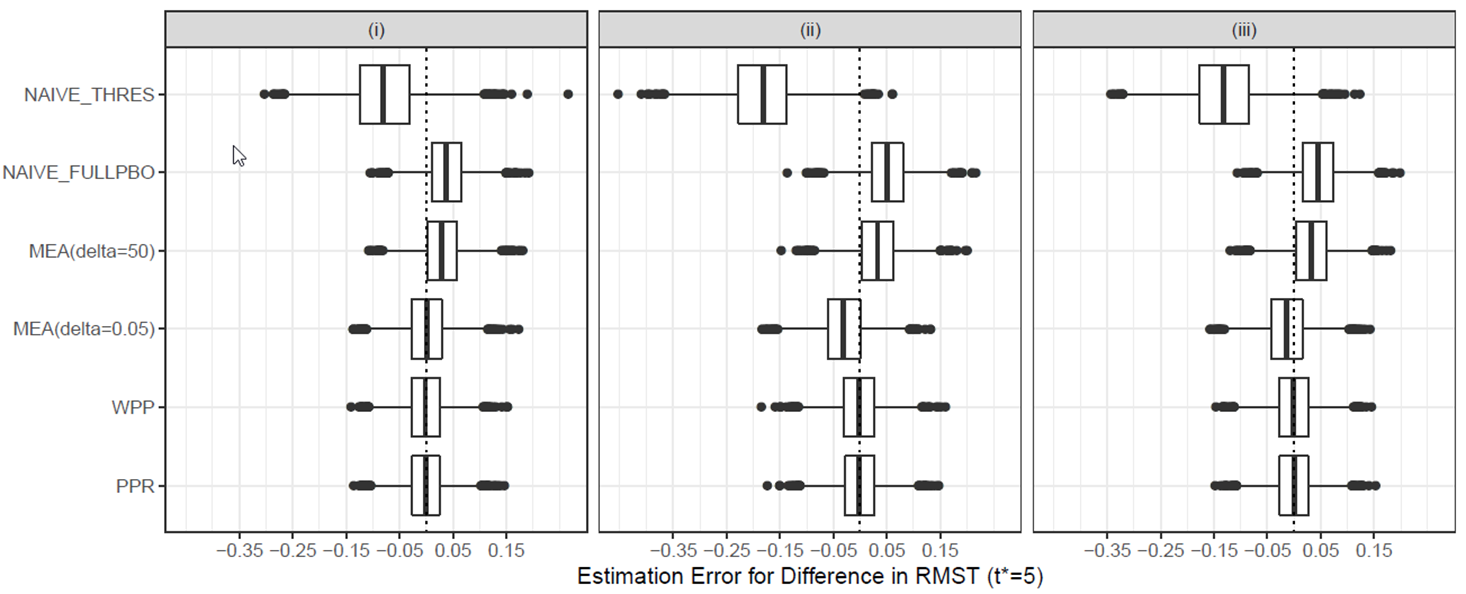 (i) (ii) (iii)
NAIVE_THRES
NAIVE_FULLPBO
MEA(delta=50)
MEA(delta=0.05)
WPP
PPR
−0.35 −0.25 −0.15 −0.05 0.05 0.15 −0.35 −0.25 −0.15 −0.05 0.05 0.15 −0.35 −0.25 −0.15 −0.05 0.05 0.15
Estimation Error for Difference in RMST (t*=5)